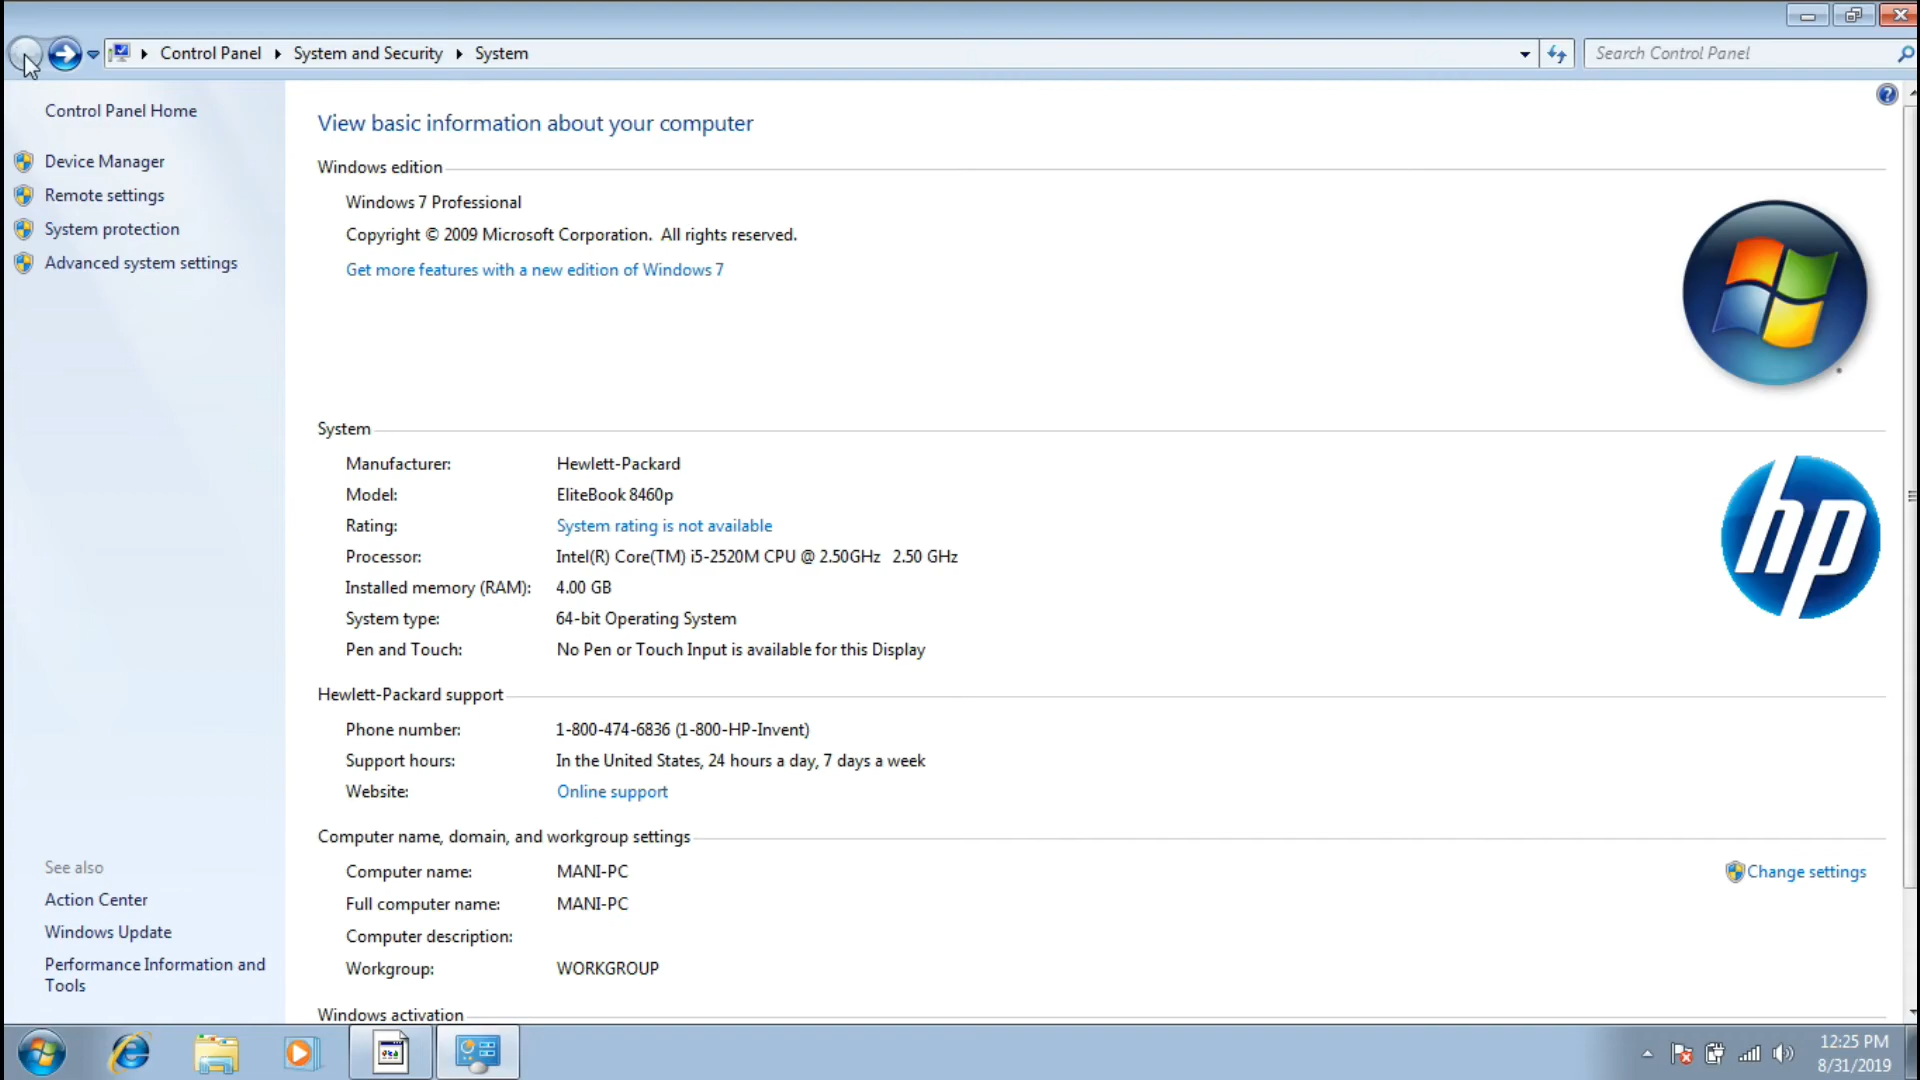 Control Panel System and Security System
Search Control Panel
Control Panel Home
Device Manager
Remote settings
System protection
Advanced system settings
View basic information about your computer
Windows edition
Windows 7 Professional
Copyright © 2009 Microsoft Corporation. All rights reserved.
Get more features with a new edition of Windows 7
System
Manufacturer: Hewlett-Packard
Model: EliteBook 8460p
Rating: System rating is not available
Processor: Intel(R) Core(TM) i5-2520M CPU @ 2.50GHz 2.50 GHz
Installed memory (RAM): 4.00 GB
System type: 64-bit Operating System
Pen and Touch: No Pen or Touch Input is available for this Display
hp
Hewlett-Packard support
Phone number: 1-800-474-6836 (1-800-HP-Invent)
Support hours: In the United States, 24 hours a day, 7 days a week
Website: Online support
Computer name, domain, and workgroup settings
Computer name: MANI-PC
Change settings
Full computer name: MANI-PC
Computer description:
Workgroup: WORKGROUP
Windows activation
See also
Action Center
Windows Update
Performance Information and
Tools
12:25 PM
8/31/2019